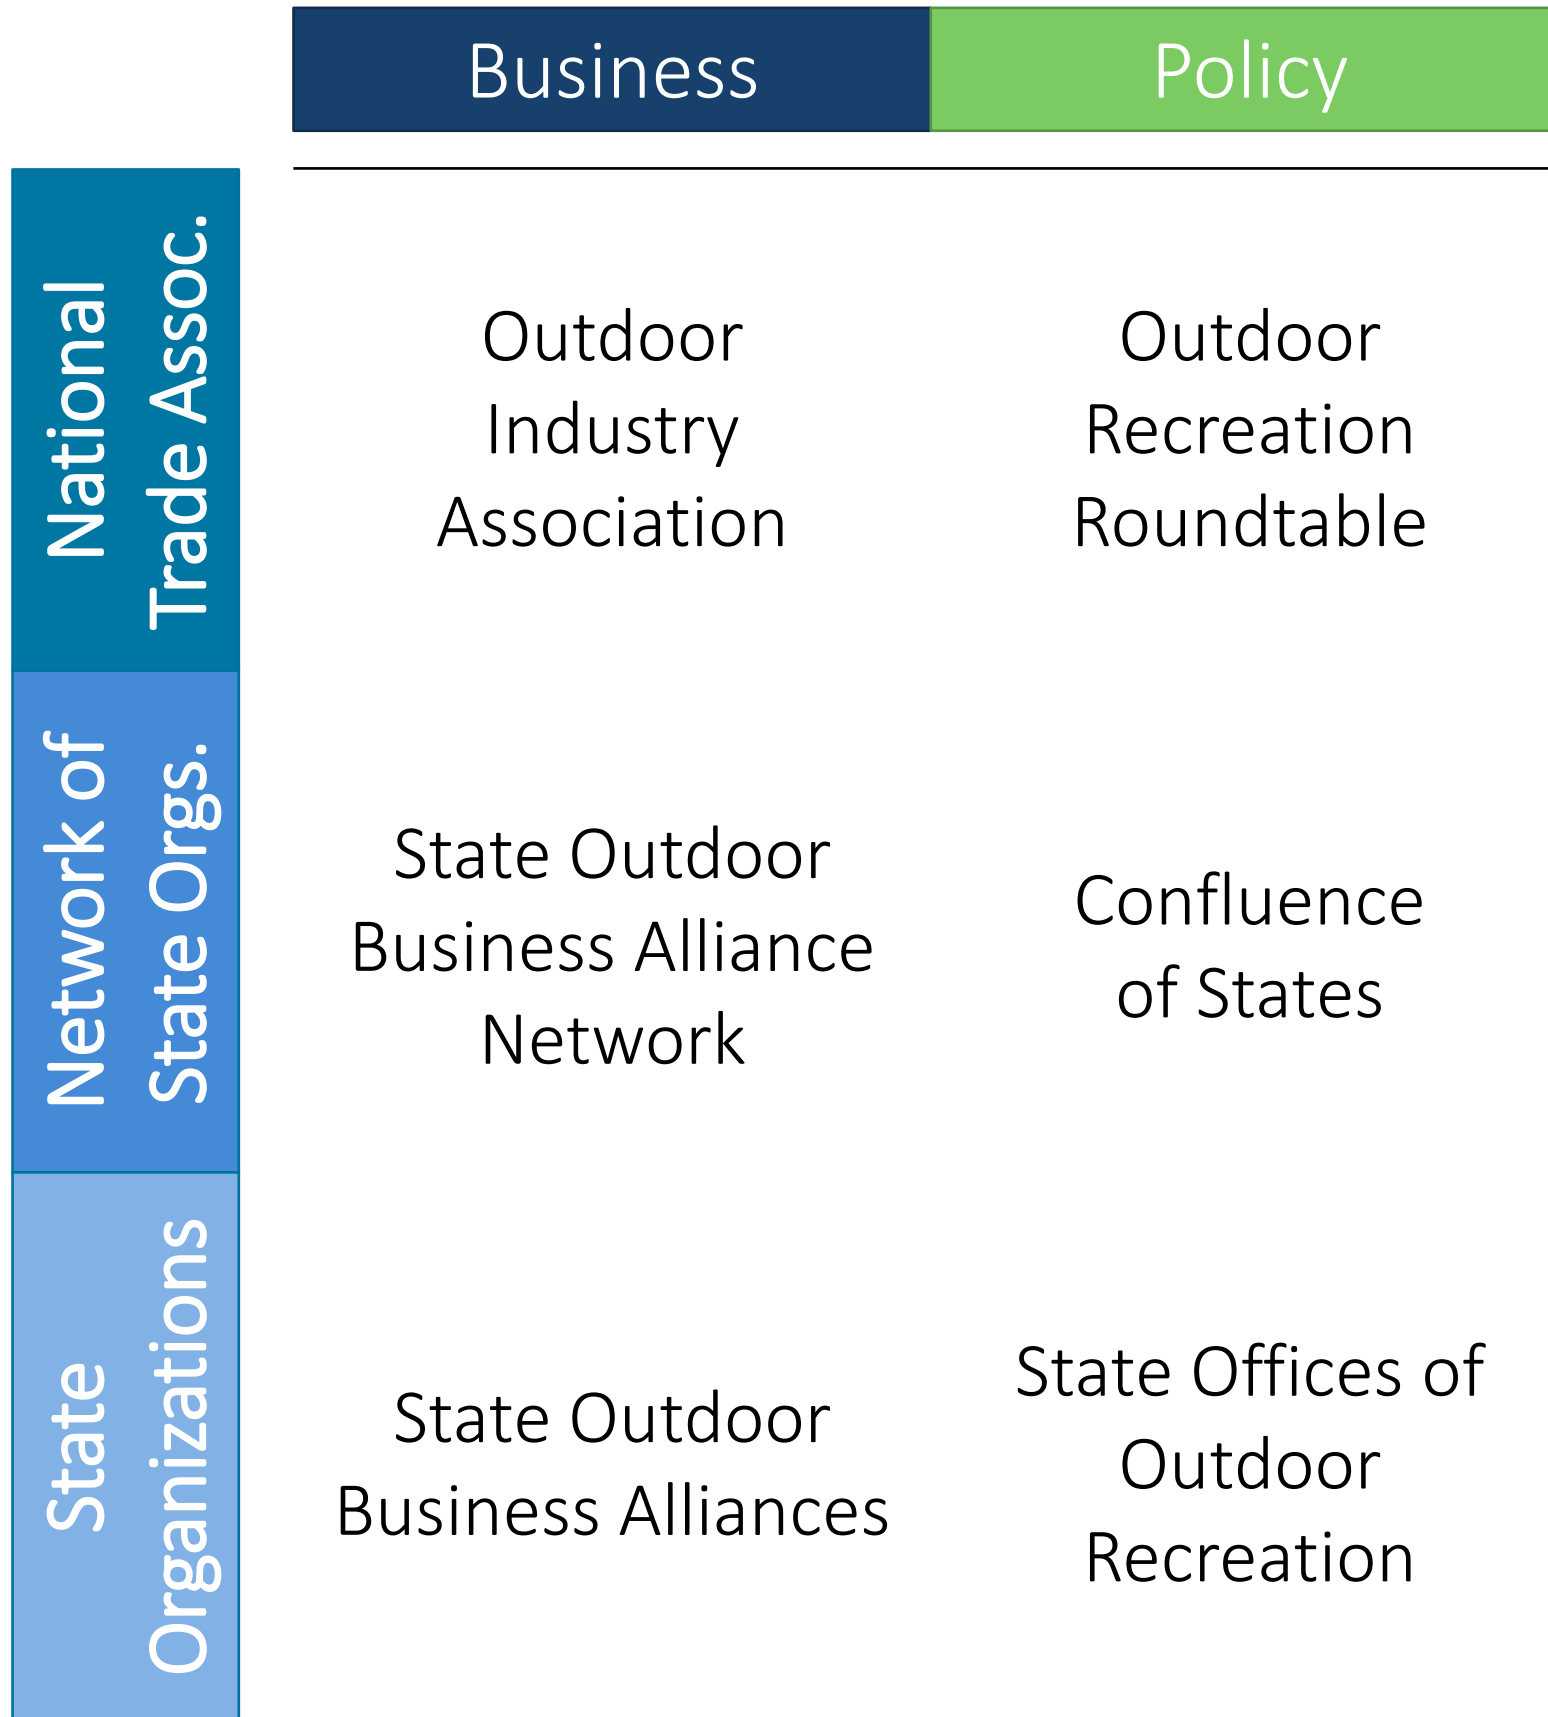 Business
Policy
National
Trade Assoc.
Outdoor
Industry
Association
Outdoor
Recreation
Roundtable
Network of
State Orgs.
State Outdoor
Business Alliance
Network
Confluence
of States
State
Organizations
State Outdoor
Business Alliances
State Offices of
Outdoor
Recreation